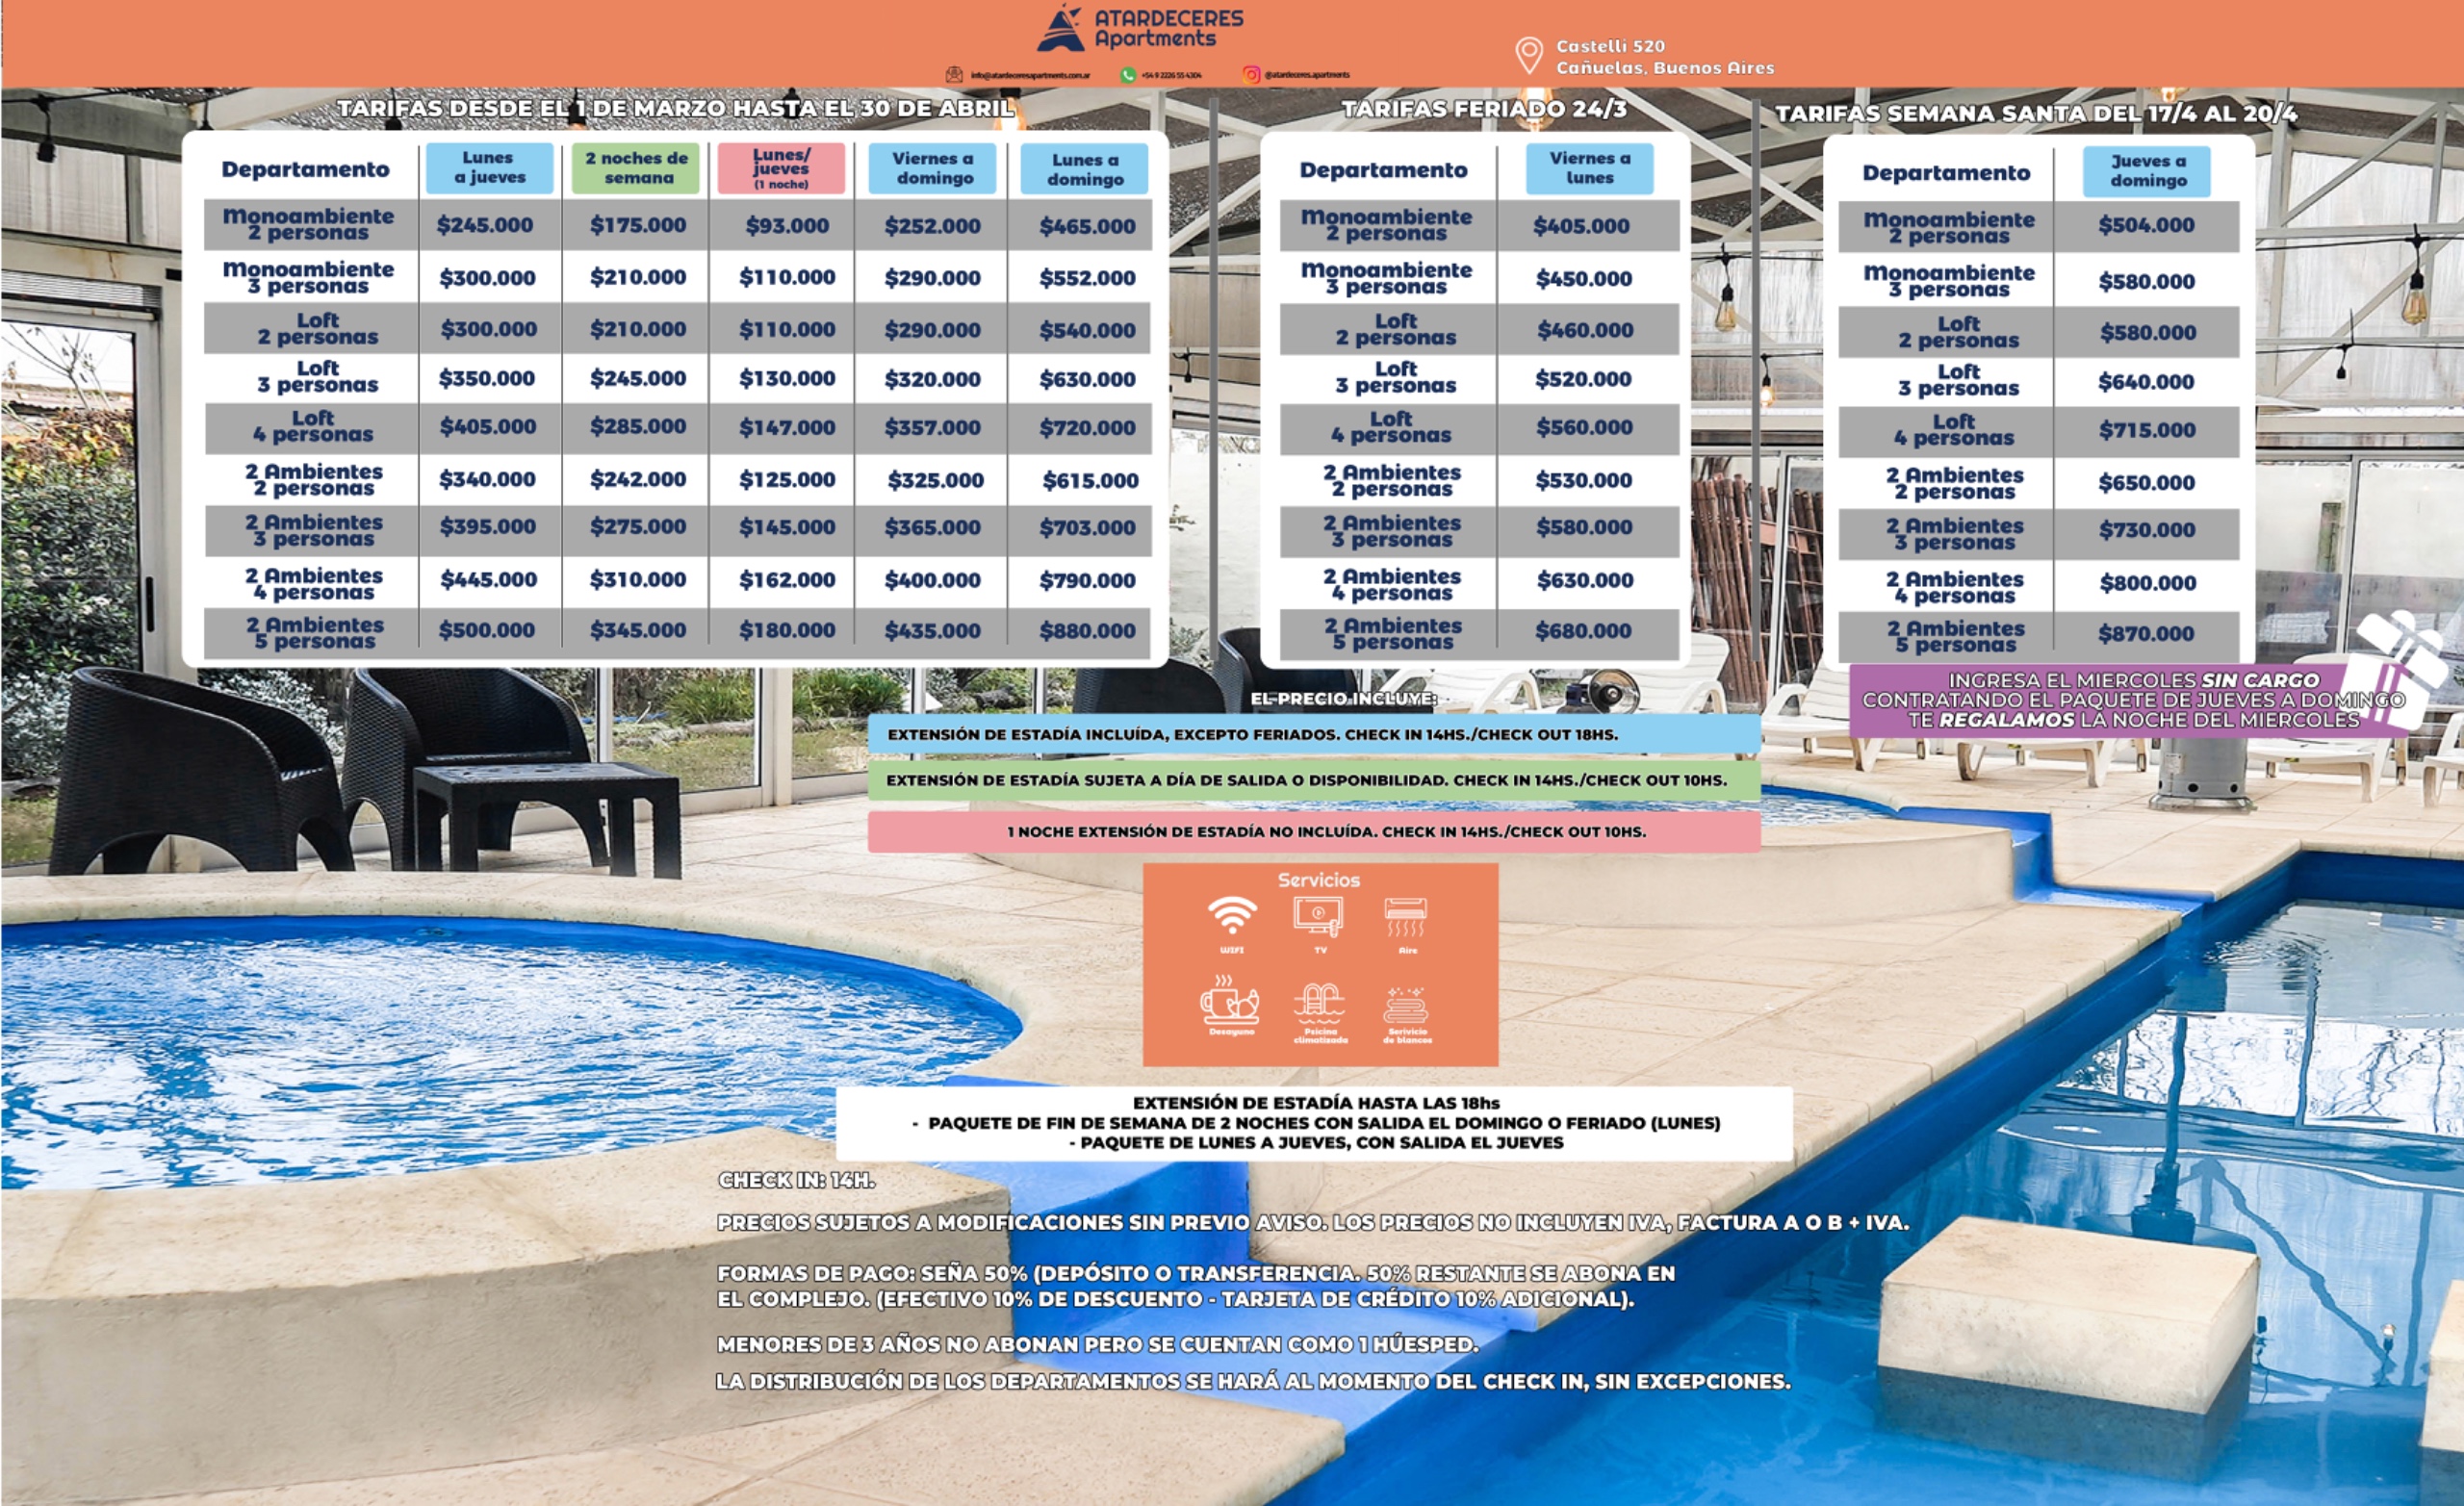 ATARDECERES
Apartments
info@atardeceresapartments.com.ar
+54 9 2226 55 4304
@atardeceres.apartments
Castelli 520
Cañuelas, Buenos Aires
TARIFAS DESDE EL 1 DE MARZO HASTA EL 30 DE ABRIL
Departamento
Lunes
a jueves
2 noches de
semana
Lunes/
jueves
(1 noche)
Viernes a
domingo
Lunes a
domingo
Monoambiente
2 personas
$245.000 $175.000 $93.000 $252.000 $465.000
Monoambiente
3 personas
$300.000 $210.000 $110.000 $290.000 $552.000
Loft
2 personas
$300.000 $210.000 $110.000 $290.000 $540.000
Loft
3 personas
$350.000 $245.000 $130.000 $320.000 $630.000
Loft
4 personas
$405.000 $285.000 $147.000 $357.000 $720.000
2 Ambientes
2 personas
$340.000 $242.000 $125.000 $325.000 $615.000
2 Ambientes
3 personas
$395.000 $275.000 $145.000 $365.000 $703.000
2 Ambientes
4 personas
$445.000 $310.000 $162.000 $400.000 $790.000
2 Ambientes
5 personas
$500.000 $345.000 $180.000 $435.000 $880.000
TARIFAS FERIADO 24/3
Departamento
Viernes a
lunes
Monoambiente
2 personas
$405.000
Monoambiente
3 personas
$450.000
Loft
2 personas
$460.000
Loft
3 personas
$520.000
Loft
4 personas
$560.000
2 Ambientes
2 personas
$530.000
2 Ambientes
3 personas
$580.000
2 Ambientes
4 personas
$630.000
2 Ambientes
5 personas
$680.000
TARIFAS SEMANA SANTA DEL 17/4 AL 20/4
Departamento
Jueves a
domingo
Monoambiente
2 personas
$504.000
Monoambiente
3 personas
$580.000
Loft
2 personas
$580.000
Loft
3 personas
$640.000
Loft
4 personas
$715.000
2 Ambientes
2 personas
$650.000
2 Ambientes
3 personas
$730.000
2 Ambientes
4 personas
$800.000
2 Ambientes
5 personas
$870.000
INGRESA EL MIERCOLES SIN CARGO
CONTRATANDO EL PAQUETE DE JUEVES A DOMINGO
TE REGALAMOS LA NOCHE DEL MIERCOLES
EL PRECIO INCLUYE:
EXTENSIÓN DE ESTADÍA INCLUÍDA, EXCEPTO FERIADOS. CHECK IN 14HS./CHECK OUT 18HS.
EXTENSIÓN DE ESTADÍA SUJETA A DÍA DE SALIDA O DISPONIBILIDAD. CHECK IN 14HS./CHECK OUT 10HS.
1 NOCHE EXTENSIÓN DE ESTADÍA NO INCLUÍDA. CHECK IN 14HS./CHECK OUT 10HS.
Servicios
WIFI
TV
Aire
Desayuno
Psicina
climatizada
Serivicio
de blancos
EXTENSIÓN DE ESTADÍA HASTA LAS 18hs
- PAQUETE DE FIN DE SEMANA DE 2 NOCHES CON SALIDA EL DOMINGO O FERIADO (LUNES)
- PAQUETE DE LUNES A JUEVES, CON SALIDA EL JUEVES
CHECK IN: 14H.
PRECIOS SUJETOS A MODIFICACIONES SIN PREVIO AVISO. LOS PRECIOS NO INCLUYEN IVA, FACTURA A O B + IVA.
FORMAS DE PAGO: SEÑA 50% (DEPÓSITO O TRANSFERENCIA. 50% RESTANTE SE ABONA EN
EL COMPLEJO. (EFECTIVO 10% DE DESCUENTO - TARJETA DE CRÉDITO 10% ADICIONAL).
MENORES DE 3 AÑOS NO ABONAN PERO SE CUENTAN COMO 1 HÚESPED.
LA DISTRIBUCIÓN DE LOS DEPARTAMENTOS SE HARÁ AL MOMENTO DEL CHECK IN, SIN EXCEPCIONES.